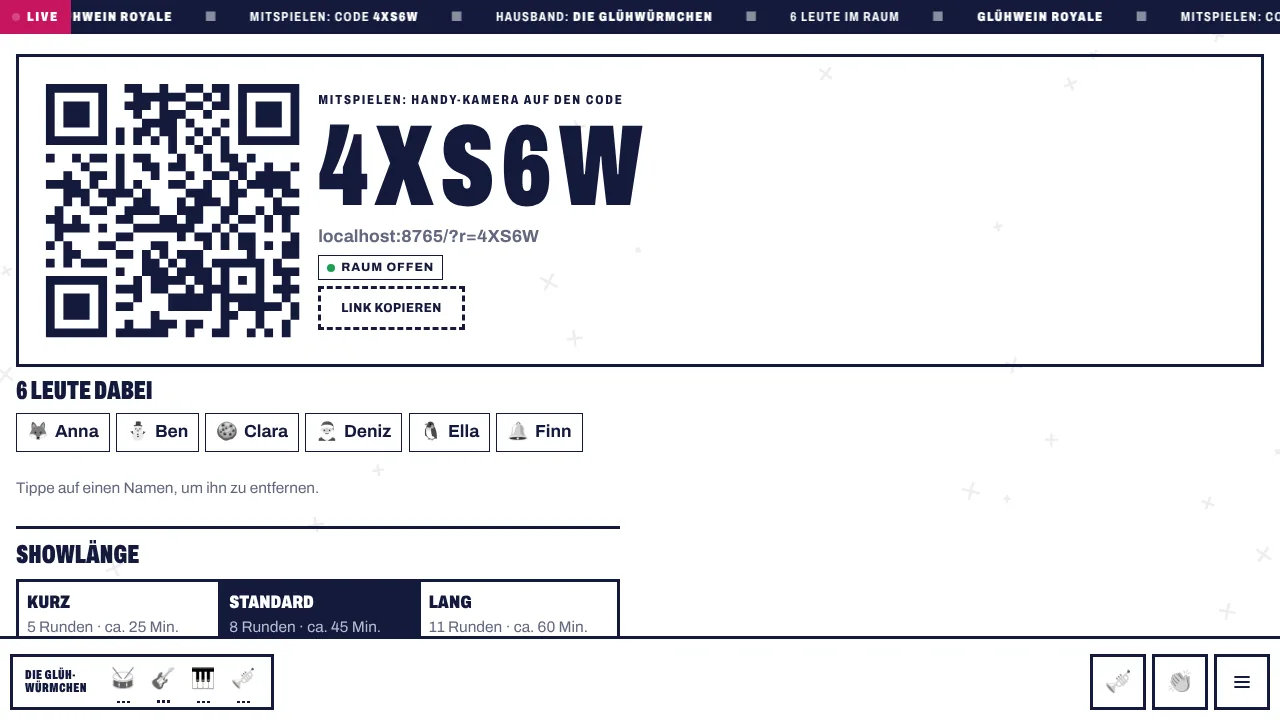 LIVE HWEIN ROYALE ■ MITSPIELEN: CODE 4XS6W ■ HAUSBAND: DIE GLÜHWÜRMCHEN ■ 6 LEUTE IM RAUM ■ GLÜHWEIN ROYALE ■ MITSPIELEN: CO
MITSPIELEN: HANDY-KAMERA AUF DEN CODE
4XS6W
localhost:8765/?r=4XS6W
RAUM OFFEN
LINK KOPIEREN
6 LEUTE DABEI
Anna Ben Clara Deniz Ella Finn
Tippe auf einen Namen, um ihn zu entfernen.
SHOWLÄNGE
KURZ STANDARD LANG
5 Runden · ca. 25 Min. 8 Runden · ca. 45 Min. 11 Runden · ca. 60 Min.
DIE GLÜH-
WÜRMCHEN